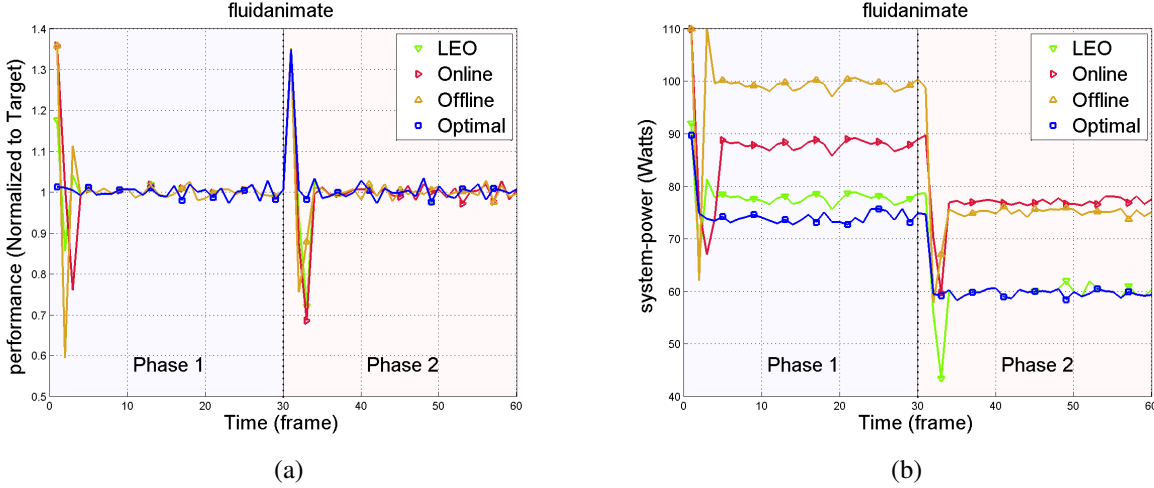 fluidanimate
performance (Normalized to Target)
1.4
1.3
1.2
1.1
1
0.9
0.8
0.7
0.6
0.5
LEO
Online
Offline
Optimal
Phase 1
Phase 2
0 10 20 30 40 50 60
Time (frame)
(a)
fluidanimate
system-power (Watts)
110
100
90
80
70
60
50
40
LEO
Online
Offline
Optimal
Phase 1
Phase 2
0 10 20 30 40 50 60
Time (frame)
(b)